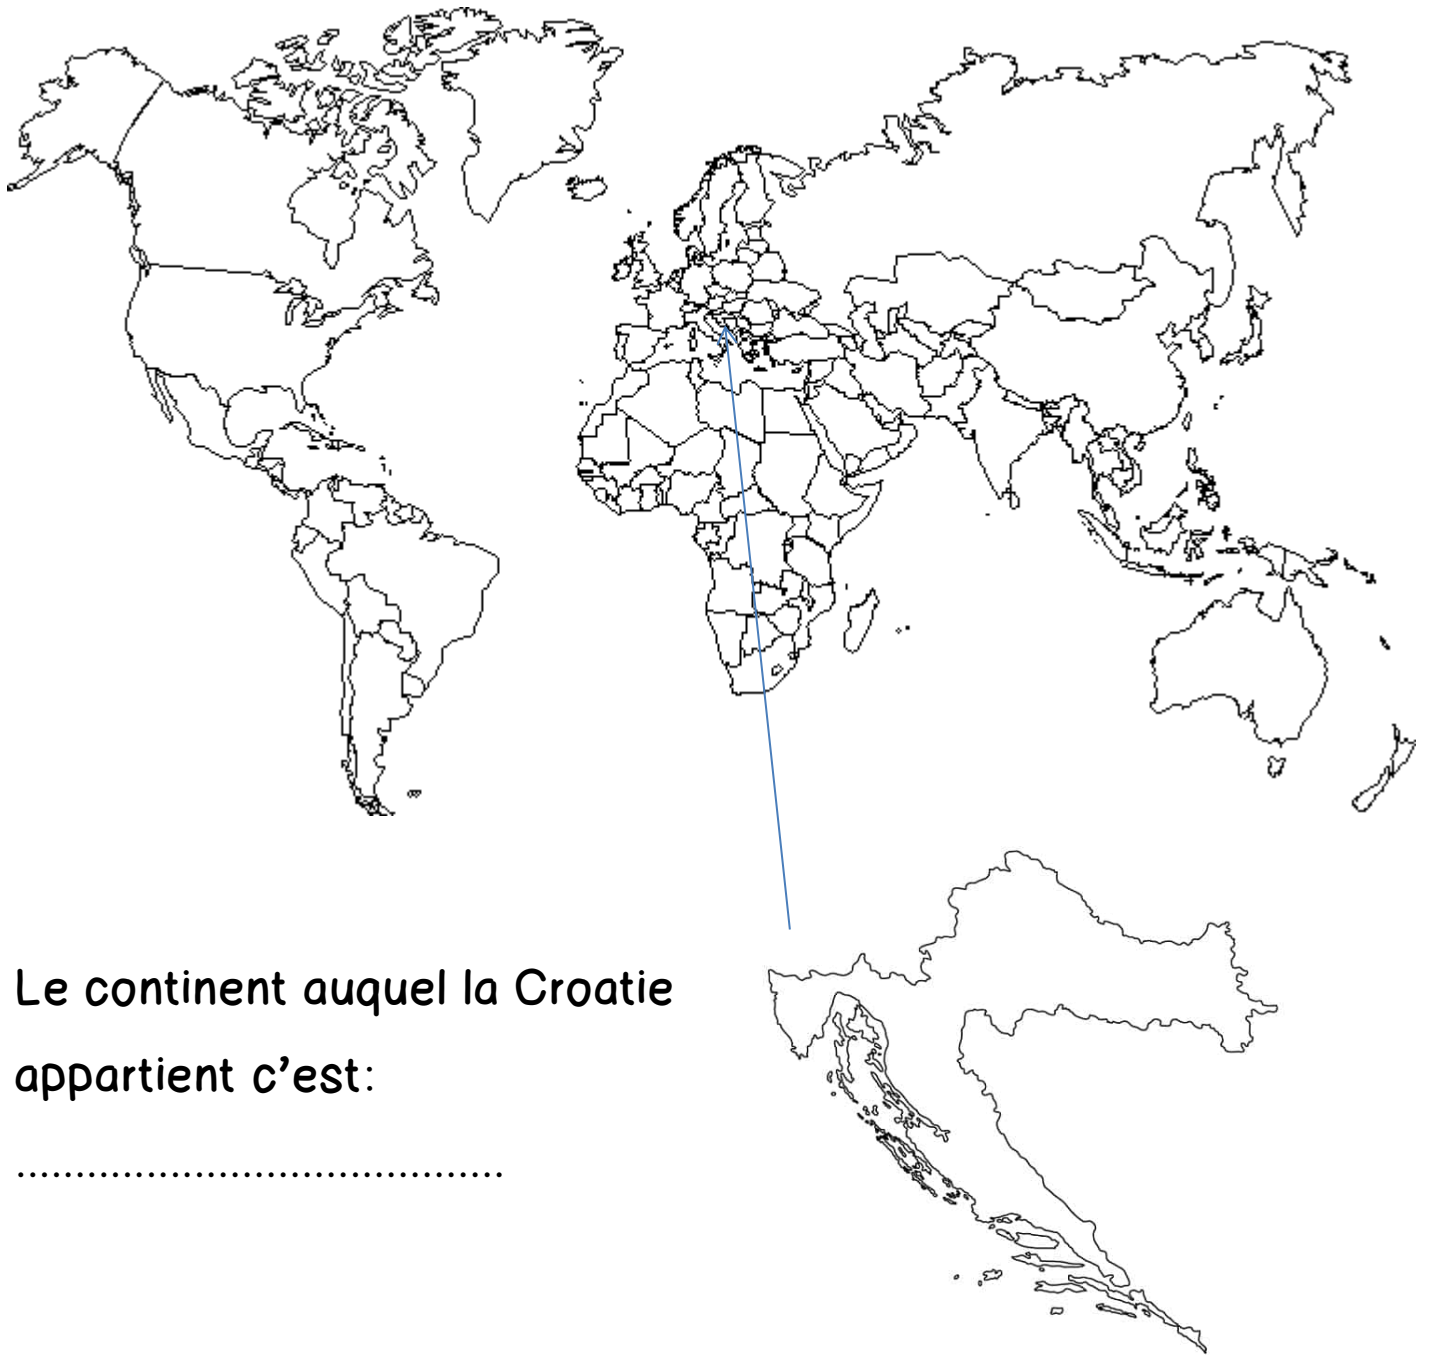 Le continent auquel la Croatie
appartient c’est:
.........................................